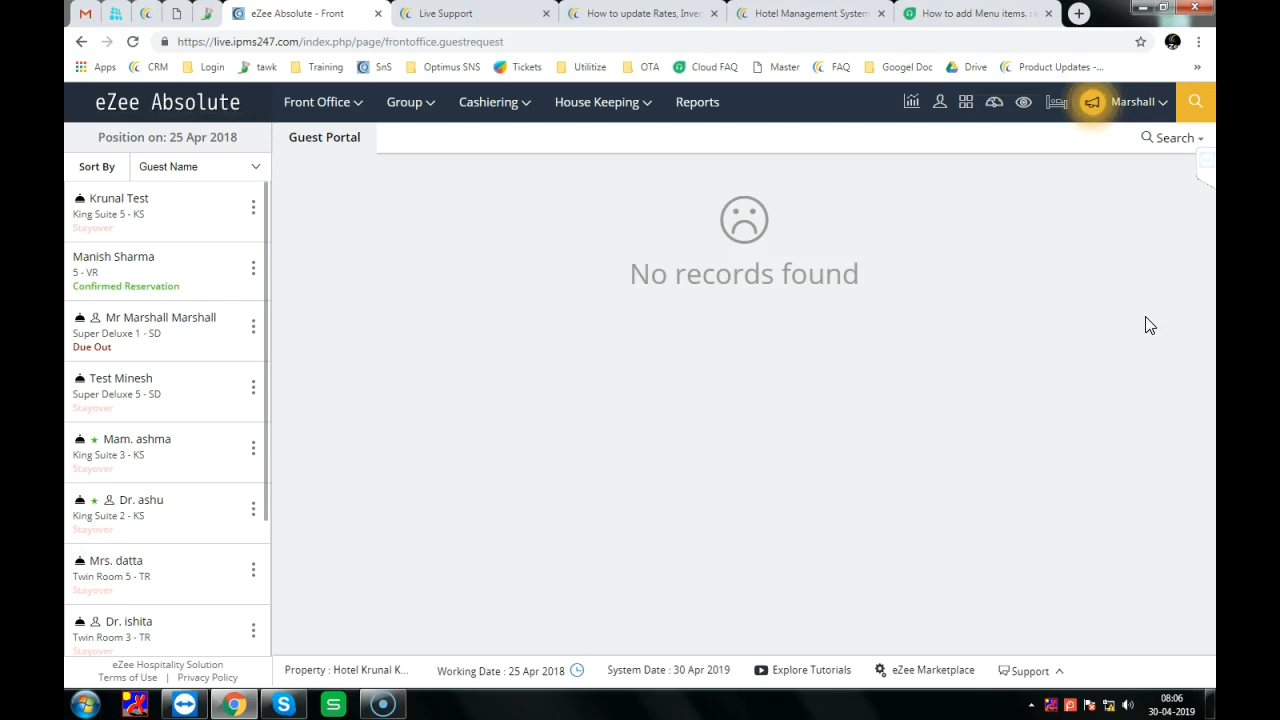 eZee Absolute - Front
Live Support
How to update Rates, Inver
Hotel Management System
How to add Menu items. : e
https://live.ipms247.com/index.php/page/frontoffice.guestrequest
Apps
CRM
Login
tawk
Training
SnS
Optimus SNS
Tickets
Utilitize
OTA
Cloud FAQ
Master
FAQ
Googel Doc
Drive
Product Updates -...
»
eZee Absolute
Front Office
Group
Cashiering
House Keeping
Reports
Marshall
Position on: 25 Apr 2018
Guest Portal
Search
Sort By
Guest Name
Krunal Test
King Suite 5 - KS
Stayover
Manish Sharma
5 - VR
Confirmed Reservation
Mr Marshall Marshall
Super Deluxe 1 - SD
Due Out
Test Minesh
Super Deluxe 5 - SD
Stayover
Mam. ashma
King Suite 3 - KS
Stayover
Dr. ashu
King Suite 2 - KS
Stayover
Mrs. datta
Twin Room 5 - TR
Stayover
Dr. ishita
Twin Room 3 - TR
Stayover
No records found
eZee Hospitality Solution
Terms of Use | Privacy Policy
Property : Hotel Krunal K...
Working Date : 25 Apr 2018
System Date : 30 Apr 2019
Explore Tutorials
eZee Marketplace
Support
08:06
30-04-2019